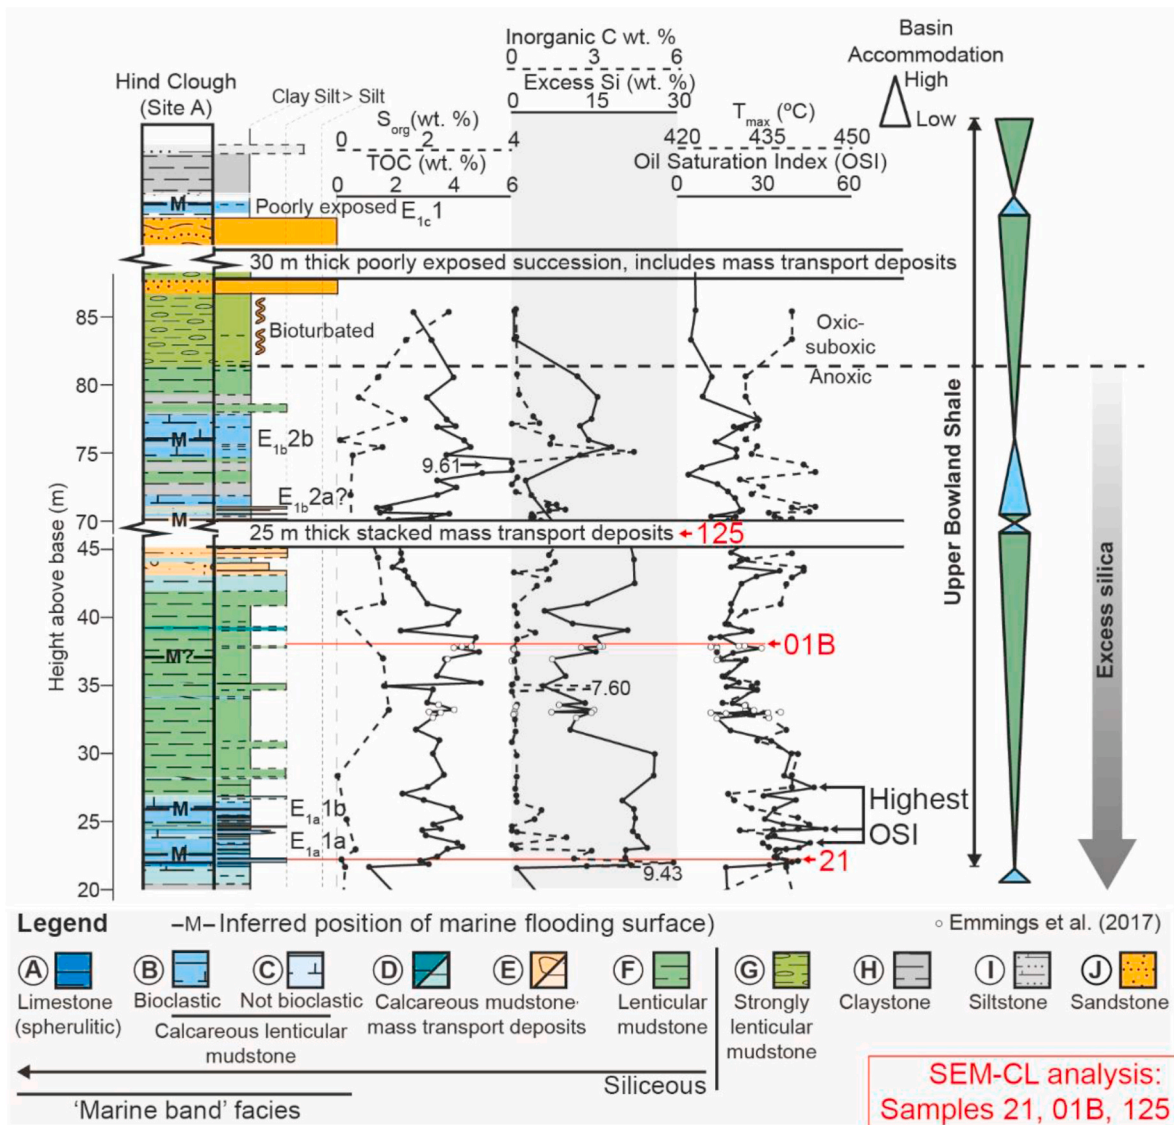 Inorganic C wt. %
0 3 6
Excess Si (wt. %)
0 15 30
Basin
Accommodation
High
Low
Hind Clough
(Site A)
Clay Silt> Silt
Sorg (wt. %)
0 2 4
TOC (wt. %)
0 2 4 6
Tmax (ºC)
420 435 450
Oil Saturation Index (OSI)
0 30 60
M
Poorly exposed E1c1
30 m thick poorly exposed succession, includes mass transport deposits
85
Bioturbated
Oxic-
suboxic
80
Anoxic
M
E1b2b
75
9.61
E1b2a?
70
M
25 m thick stacked mass transport deposits
125
45
40
01B
M?
35
7.60
30
M
E1a1b
Highest
25
OSI
E1a1a
M
21
9.43
20
Height above base (m)
Upper Bowland Shale
Excess silica
Legend
–M– Inferred position of marine flooding surface)
Emmings et al. (2017)
A B C D E F G H I J
Limestone
(spherulitic)
Bioclastic
Not bioclastic
Calcareous lenticular
mudstone
Calcareous mudstone-
mass transport deposits
Lenticular
mudstone
Strongly
lenticular
mudstone
Claystone
Siltstone
Sandstone
Siliceous
‘Marine band’ facies
SEM-CL analysis:
Samples 21, 01B, 125